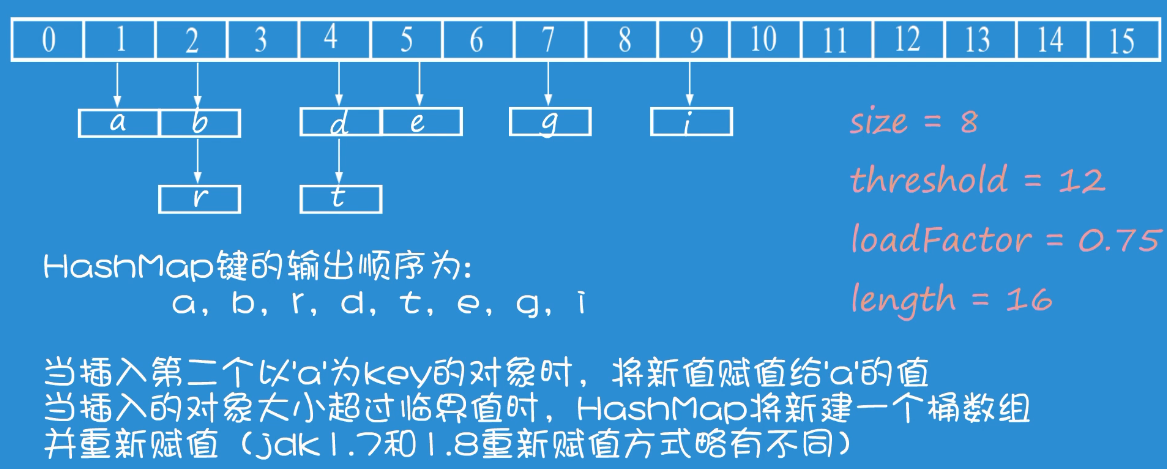 0 1 2 3 4 5 6 7 8 9 10 11 12 13 14 15
a b d e g i
r t
size = 8
threshold = 12
loadFactor = 0.75
length = 16
HashMap键的输出顺序为:
a, b, r, d, t, e, g, i
当插入第二个以'a'为key的对象时，将新值赋值给'a'的值
当插入的对象大小超过临界值时，HashMap将新建一个桶数组
并重新赋值（jdk1.7和1.8重新赋值方式略有不同）